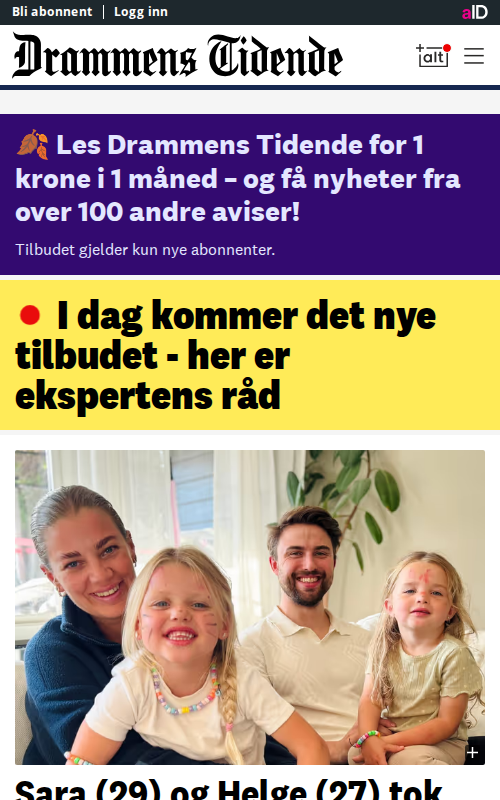 Bli abonnent | Logg inn
aID
Drammens Tidende
+alt
🍂 Les Drammens Tidende for 1
krone i 1 måned – og få nyheter fra
over 100 andre aviser!
Tilbudet gjelder kun nye abonnenter.
I dag kommer det nye
tilbudet - her er
ekspertens råd
+
Sara (29) og Helge (27) tok